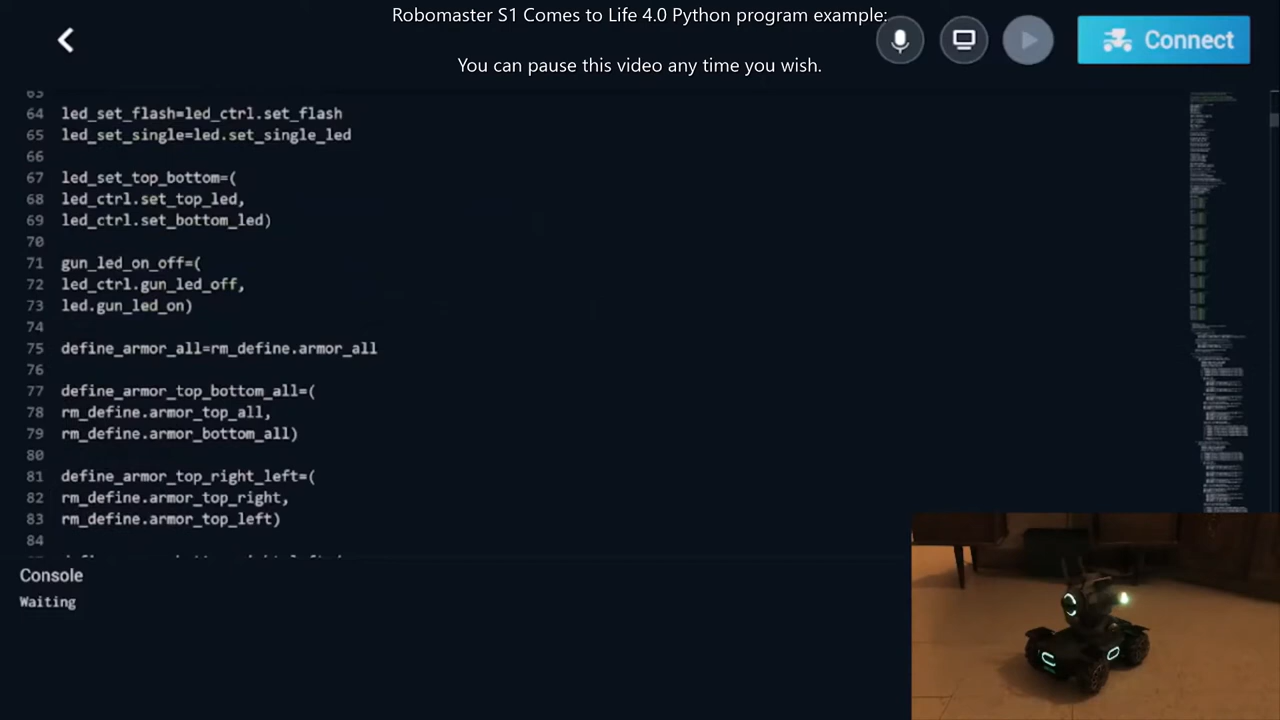 Robomaster S1 Comes to Life 4.0 Python program example:
You can pause this video any time you wish.
Connect
63
64 led_set_flash=led_ctrl.set_flash
65 led_set_single=led.set_single_led
66
67 led_set_top_bottom=(
68 led_ctrl.set_top_led,
69 led_ctrl.set_bottom_led)
70
71 gun_led_on_off=(
72 led_ctrl.gun_led_off,
73 led.gun_led_on)
74
75 define_armor_all=rm_define.armor_all
76
77 define_armor_top_bottom_all=(
78 rm_define.armor_top_all,
79 rm_define.armor_bottom_all)
80
81 define_armor_top_right_left=(
82 rm_define.armor_top_right,
83 rm_define.armor_top_left)
84
Console
Waiting